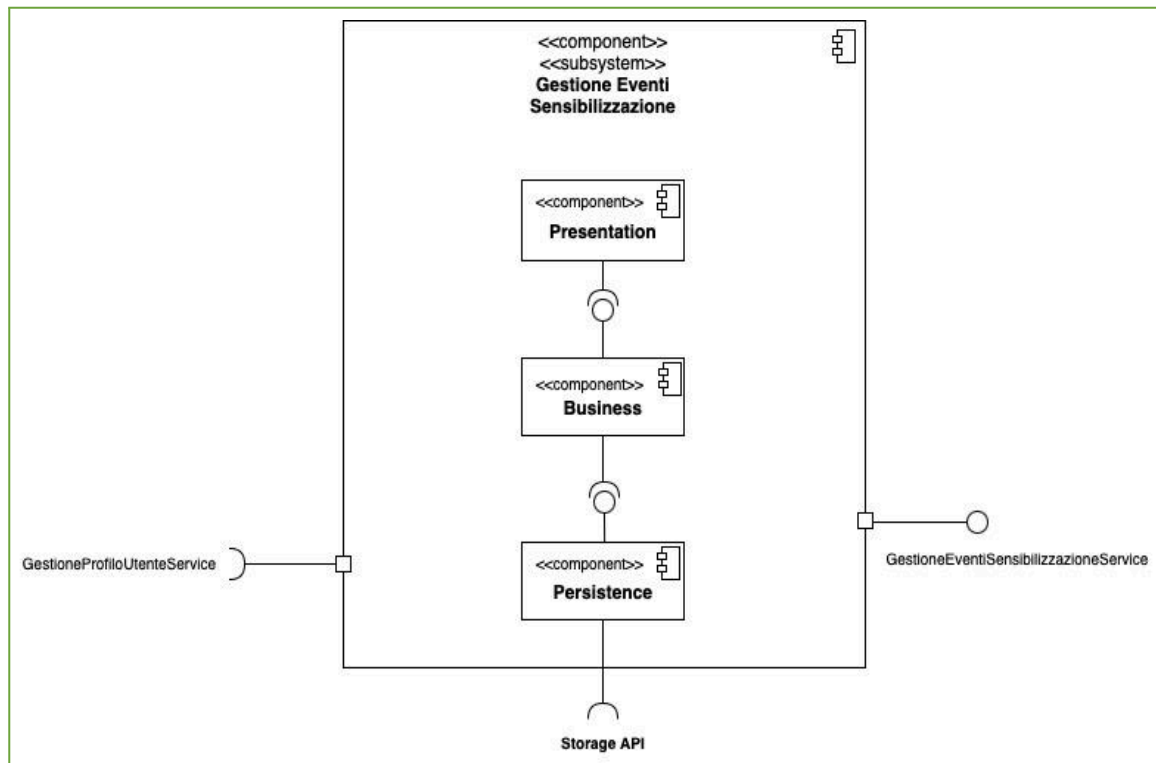 <<component>>
<<subsystem>>
Gestione Eventi
Sensibilizzazione
<<component>>
Presentation
<<component>>
Business
<<component>>
Persistence
GestioneProfiloUtenteService
GestioneEventiSensibilizzazioneService
Storage API